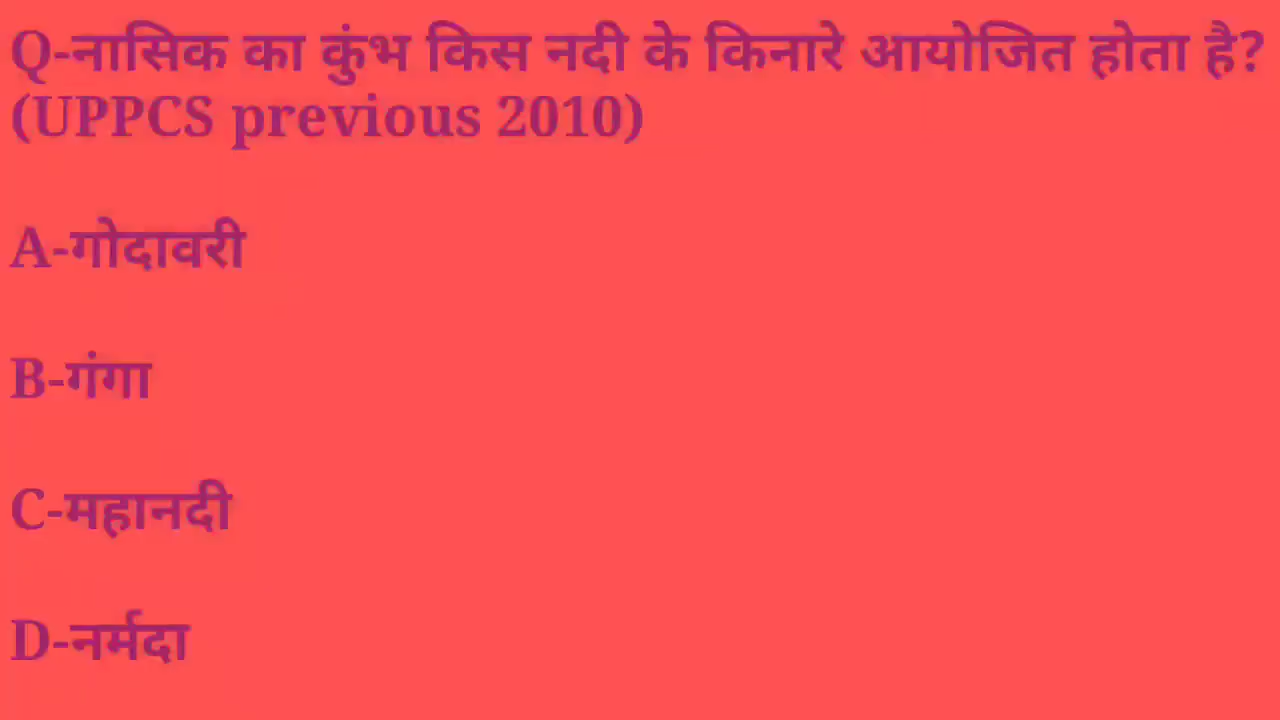 Q-नासिक का कुंभ किस नदी के किनारे आयोजित होता है?
(UPPCS previous 2010)
A-गोदावरी
B-गंगा
C-महानदी
D-नर्मदा